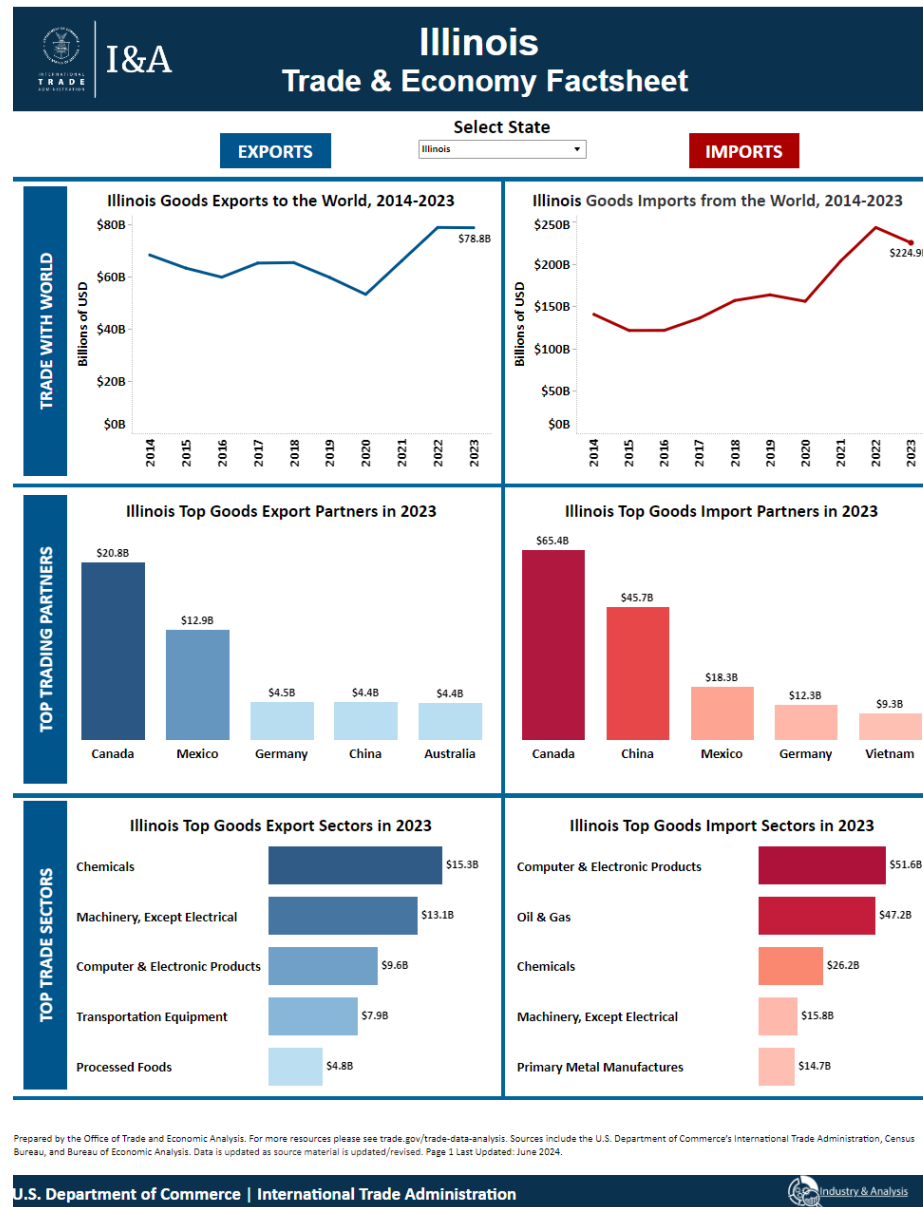 INTERNATIONAL
TRADE
ADMINISTRATION
I&A
Illinois
Trade & Economy Factsheet
Select State
EXPORTS
Illinois
IMPORTS
TRADE WITH WORLD
Illinois Goods Exports to the World, 2014-2023
Billions of USD
$80B
$60B
$40B
$20B
$0B
$78.8B
2014
2015
2016
2017
2018
2019
2020
2021
2022
2023
Illinois Goods Imports from the World, 2014-2023
Billions of USD
$250B
$200B
$150B
$100B
$50B
$0B
$224.9
2014
2015
2016
2017
2018
2019
2020
2021
2022
2023
TOP TRADING PARTNERS
Illinois Top Goods Export Partners in 2023
$20.8B
$12.9B
$4.5B
$4.4B
$4.4B
Canada
Mexico
Germany
China
Australia
Illinois Top Goods Import Partners in 2023
$65.4B
$45.7B
$18.3B
$12.3B
$9.3B
Canada
China
Mexico
Germany
Vietnam
TOP TRADE SECTORS
Illinois Top Goods Export Sectors in 2023
Chemicals $15.3B
Machinery, Except Electrical $13.1B
Computer & Electronic Products $9.6B
Transportation Equipment $7.9B
Processed Foods $4.8B
Illinois Top Goods Import Sectors in 2023
Computer & Electronic Products $51.6B
Oil & Gas $47.2B
Chemicals $26.2B
Machinery, Except Electrical $15.8B
Primary Metal Manufactures $14.7B
Prepared by the Office of Trade and Economic Analysis. For more resources please see trade.gov/trade-data-analysis. Sources include the U.S. Department of Commerce's International Trade Administration, Census
Bureau, and Bureau of Economic Analysis. Data is updated as source material is updated/revised. Page 1 Last Updated: June 2024.
U.S. Department of Commerce | International Trade Administration
Industry & Analysis